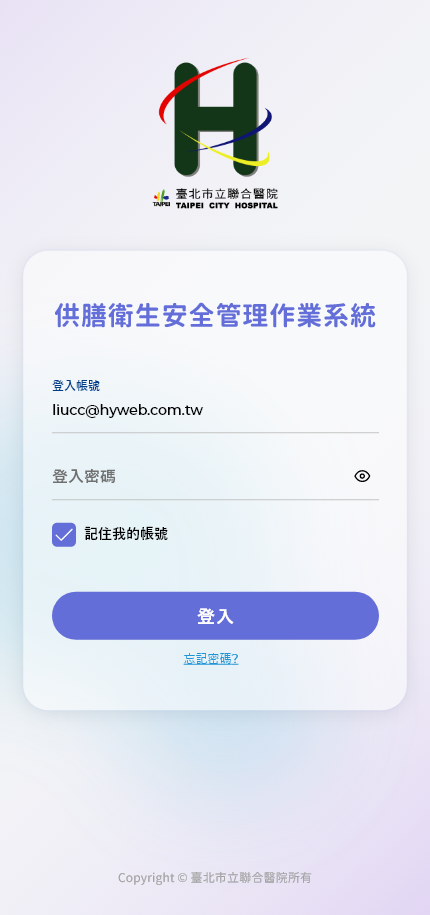 H
TAIPEI
臺北市立聯合醫院
TAIPEI CITY HOSPITAL
供膳衛生安全管理作業系統
登入帳號
liucc@hyweb.com.tw
登入密碼
記住我的帳號
登入
忘記密碼?
Copyright © 臺北市立聯合醫院所有